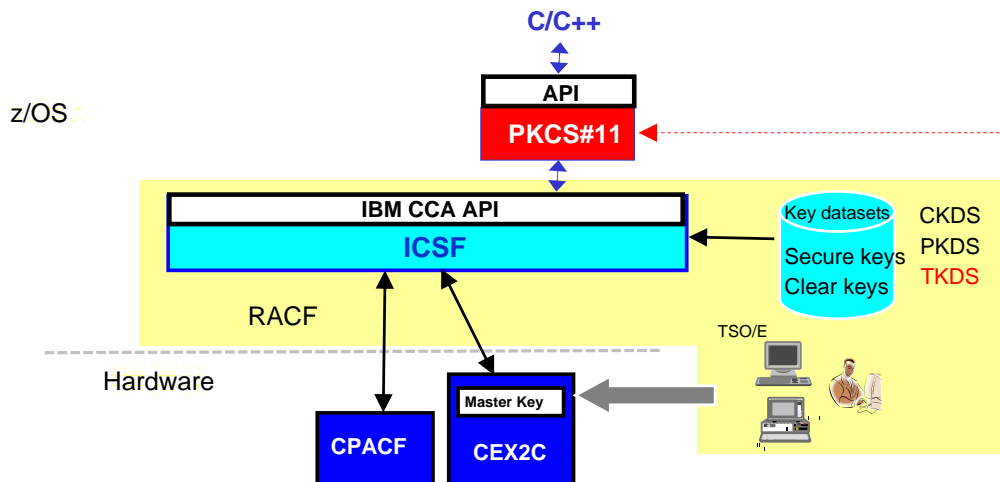 C/C++
API
z/OS
PKCS#11
IBM CCA API
ICSF
Key datasets
Secure keys
Clear keys
CKDS
PKDS
TKDS
RACF
TSO/E
Hardware
Master Key
CPACF
CEX2C